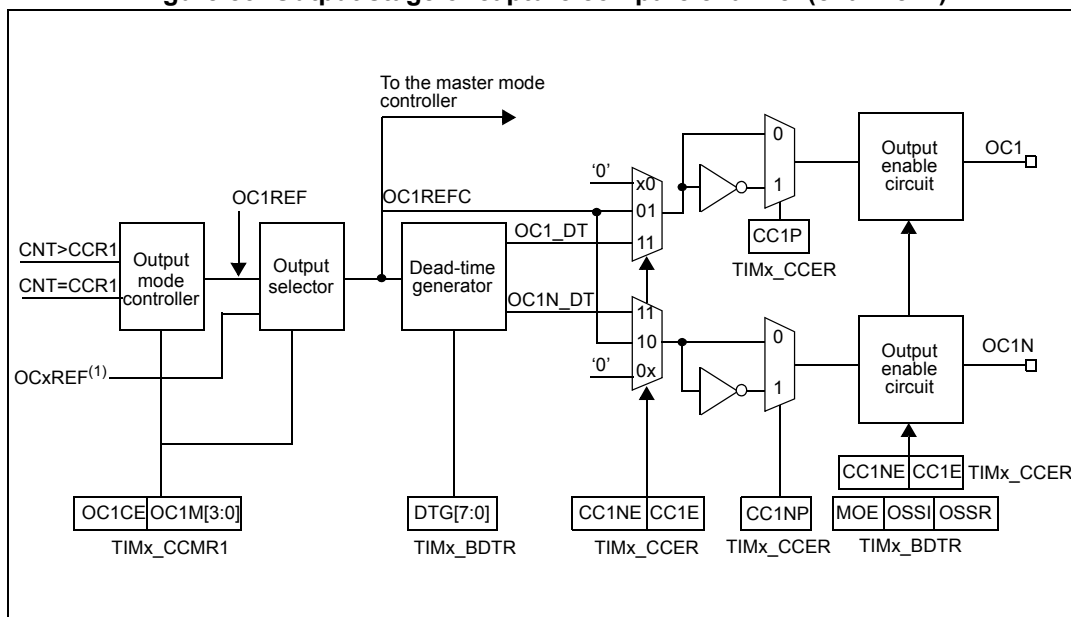 To the master mode
controller
OC1REF
OC1REFC
'0'
x0
01
11
OC1_DT
CNT>CCR1
CNT=CCR1
Output
mode
controller
Output
selector
Dead-time
generator
OC1N_DT
11
10
'0'
0x
OCxREF(1)
0
1
CC1P
TIMx_CCER
0
1
Output
enable
circuit
OC1
Output
enable
circuit
OC1N
OC1CE OC1M[3:0]
TIMx_CCMR1
DTG[7:0]
TIMx_BDTR
CC1NE CC1E
TIMx_CCER
CC1NP
TIMx_CCER
CC1NE CC1E TIMx_CCER
MOE OSSI OSSR
TIMx_BDTR